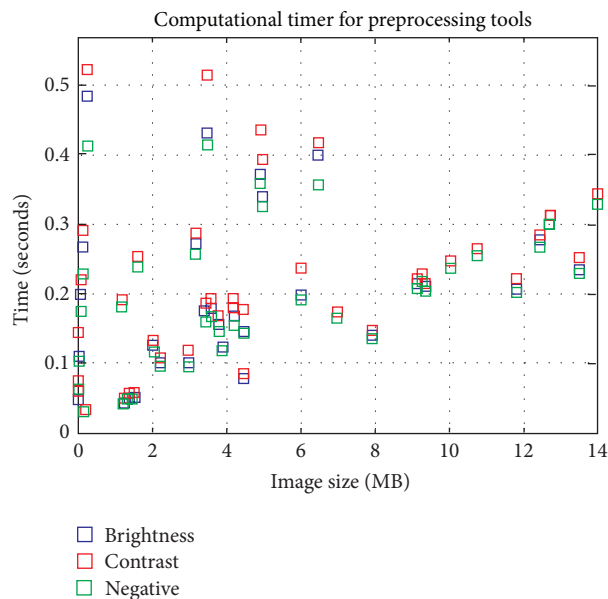 Computational timer for preprocessing tools
0.5
0.4
0.3
0.2
0.1
0
Time (seconds)
0 2 4 6 8 10 12 14
Image size (MB)
Brightness
Contrast
Negative